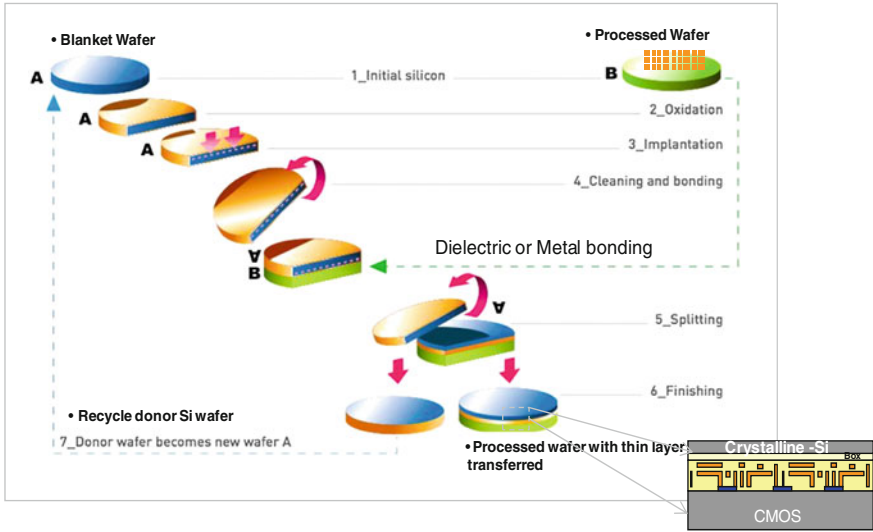 • Blanket Wafer
• Processed Wafer
A
1_Initial silicon
B
A
2_Oxidation
A
3_Implantation
4_Cleaning and bonding
A
B
Dielectric or Metal bonding
A
5_Splitting
6_Finishing
• Recycle donor Si wafer
7_Donor wafer becomes new wafer A
• Processed wafer with thin layer
transferred
Crystalline -Si
Box
CMOS